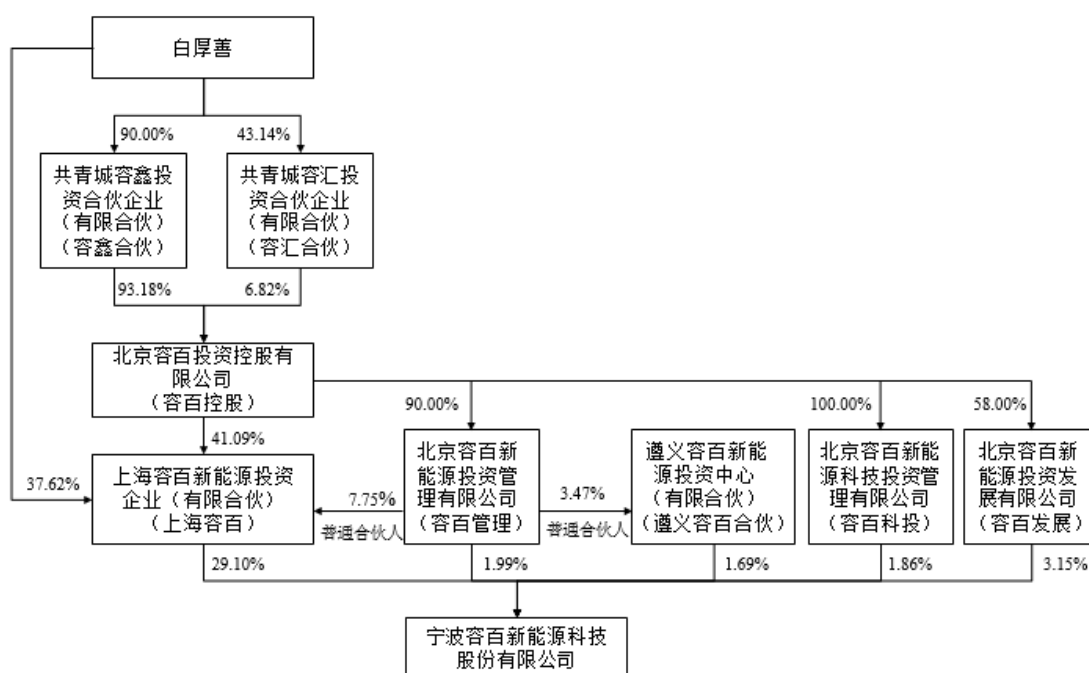 白厚善
90.00%
43.14%
共青城容鑫投
资合伙企业
（有限合伙）
（容鑫合伙）
共青城容汇投
资合伙企业
（有限合伙）
（容汇合伙）
93.18%
6.82%
北京容百投资控股有
限公司
（容百控股）
90.00%
100.00%
58.00%
41.09%
37.62%
上海容百新能源投资
企业（有限合伙）
（上海容百）
7.75%
普通合伙人
北京容百新
能源投资管
理有限公司
（容百管理）
3.47%
普通合伙人
遵义容百新能
源投资中心
（有限合伙）
（遵义容百合伙）
北京容百新能
源科技投资管
理有限公司
（容百科投）
北京容百新
能源投资发
展有限公司
（容百发展）
29.10%
1.99%
1.69%
1.86%
3.15%
宁波容百新能源科技
股份有限公司